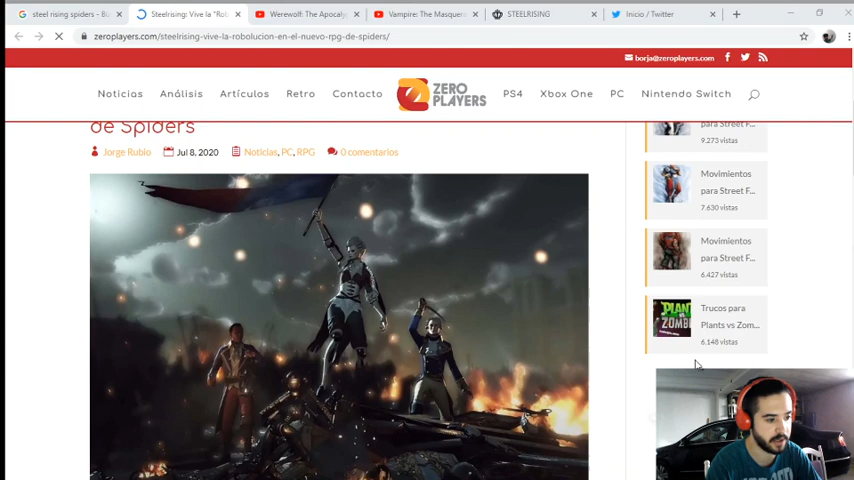 steel rising spiders - Bú
Steelrising: Vive la "Rob
Werewolf: The Apocaly
Vampire: The Masquera
STEELRISING
Inicio / Twitter
zeroplayers.com/steelrising-vive-la-robolucion-en-el-nuevo-rpg-de-spiders/
borja@zeroplayers.com
Noticias
Análisis
Artículos
Retro
Contacto
ZERO
PLAYERS
PS4
Xbox One
PC
Nintendo Switch
de Spiders
Jorge Rubio
Jul 8, 2020
Noticias, PC, RPG
0 comentarios
para Street F...
9.273 vistas
Movimientos
para Street F...
7.630 vistas
Movimientos
para Street F...
6.427 vistas
PLANT
ZOMBI
Trucos para
Plants vs Zom...
6.148 vistas